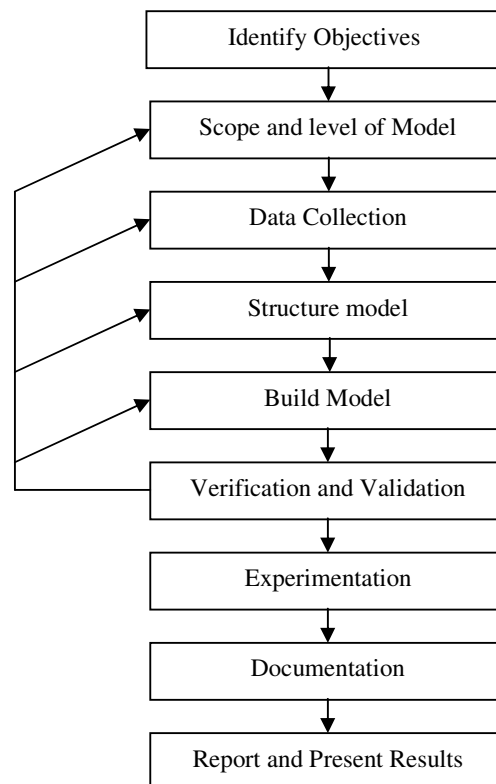 Identify Objectives
Scope and level of Model
Data Collection
Structure model
Build Model
Verification and Validation
Experimentation
Documentation
Report and Present Results